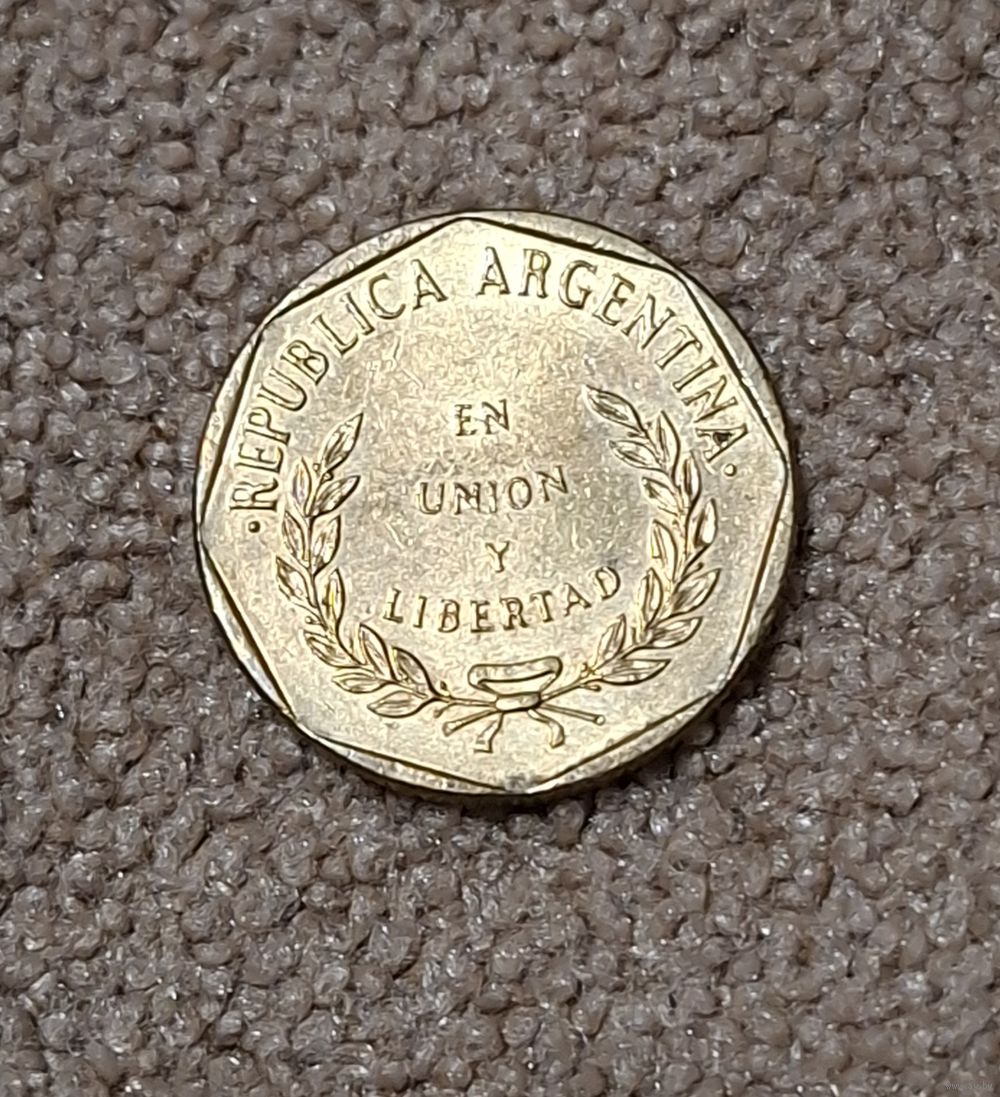 ·REPUBLICA ARGENTINA·
EN
UNION
Y
LIBERTAD